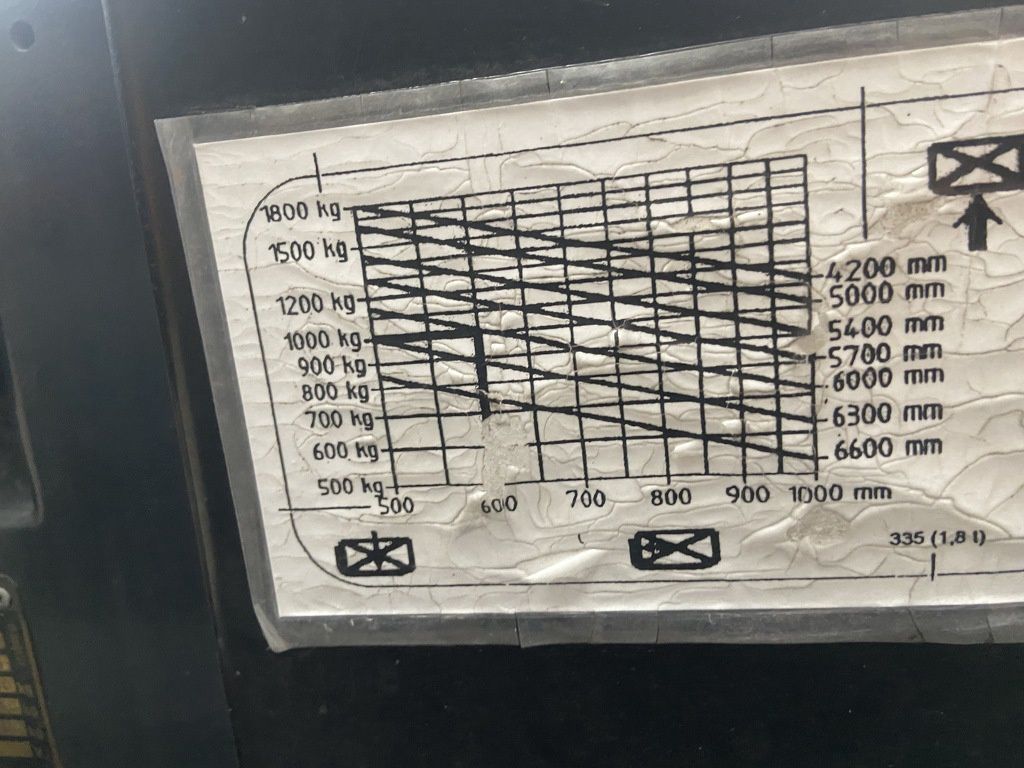 1800 kg
1500 kg
1200 kg
1000 kg
900 kg
800 kg
700 kg
600 kg
500 kg
4200 mm
5000 mm
5400 mm
5700 mm
6000 mm
6300 mm
6600 mm
500 600 700 800 900 1000 mm
335 (1,8 l)